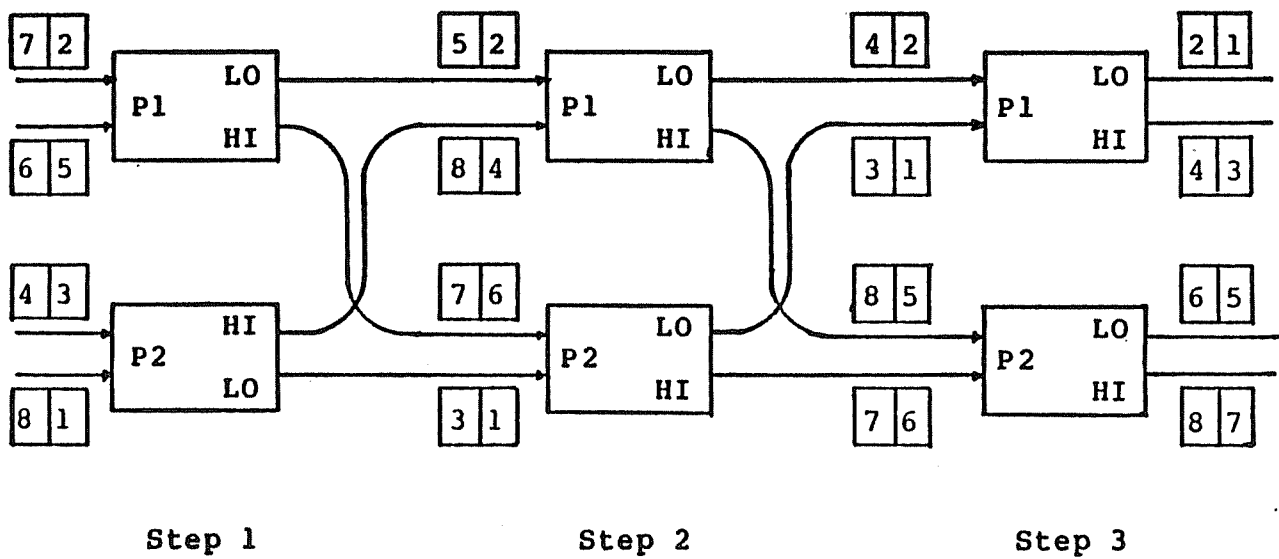 7 2 5 2 4 2 2 1
LO LO LO
P1 P1 P1
HI HI HI
6 5 8 4 3 1 4 3
4 3 7 6 8 5 6 5
HI LO LO
P2 P2 P2
LO HI HI
8 1 3 1 7 6 8 7
Step 1 Step 2 Step 3